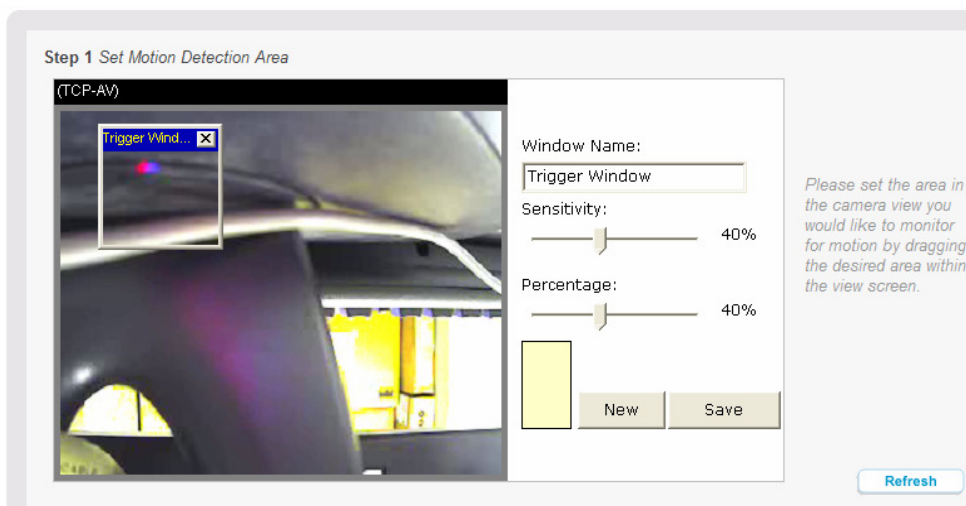 Step 1 Set Motion Detection Area
(TCP-AV)
Trigger Wind...
Window Name:
Trigger Window
Sensitivity:
40%
Percentage:
40%
New
Save
Please set the area in
the camera view you
would like to monitor
for motion by dragging
the desired area within
the view screen.
Refresh